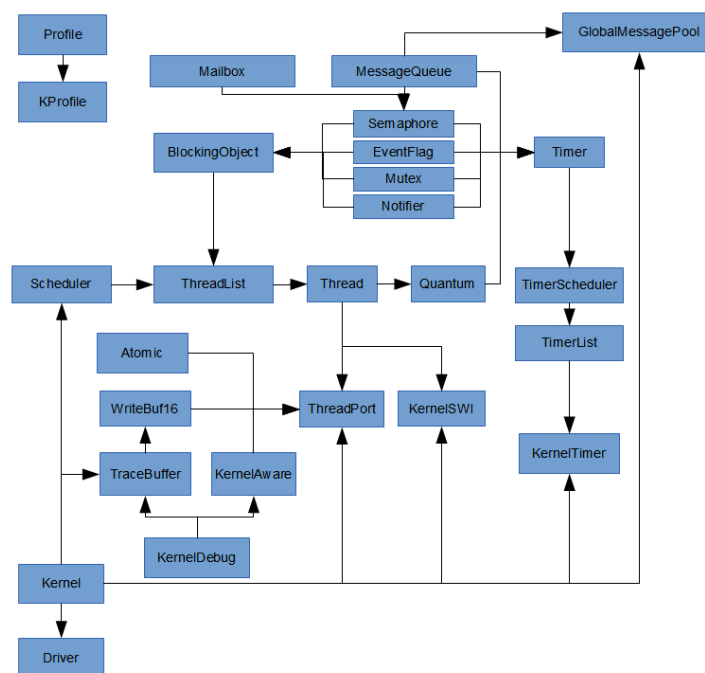 Profile
GlobalMessagePool
Mailbox
MessageQueue
KProfile
Semaphore
BlockingObject
EventFlag
Timer
Mutex
Notifier
Scheduler
ThreadList
Thread
Quantum
TimerScheduler
Atomic
TimerList
WriteBuf16
ThreadPort
KernelSWI
TraceBuffer
KernelAware
KernelTimer
KernelDebug
Kernel
Driver